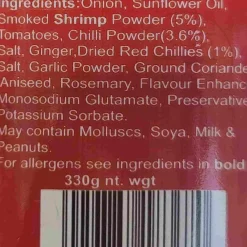 Ingredients:Onion, Sunflower Oil,
Smoked Shrimp Powder (5%),
Tomatoes, Chilli Powder(3.6%),
Salt, Ginger,Dried Red Chillies (1%),
Salt, Garlic Powder, Ground Coriander
Aniseed, Rosemary, Flavour Enhanc
Monosodium Glutamate, Preservative
Potassium Sorbate.
May contain Molluscs, Soya, Milk &
Peanuts.
For allergens see ingredients in bold
330g nt. wgt